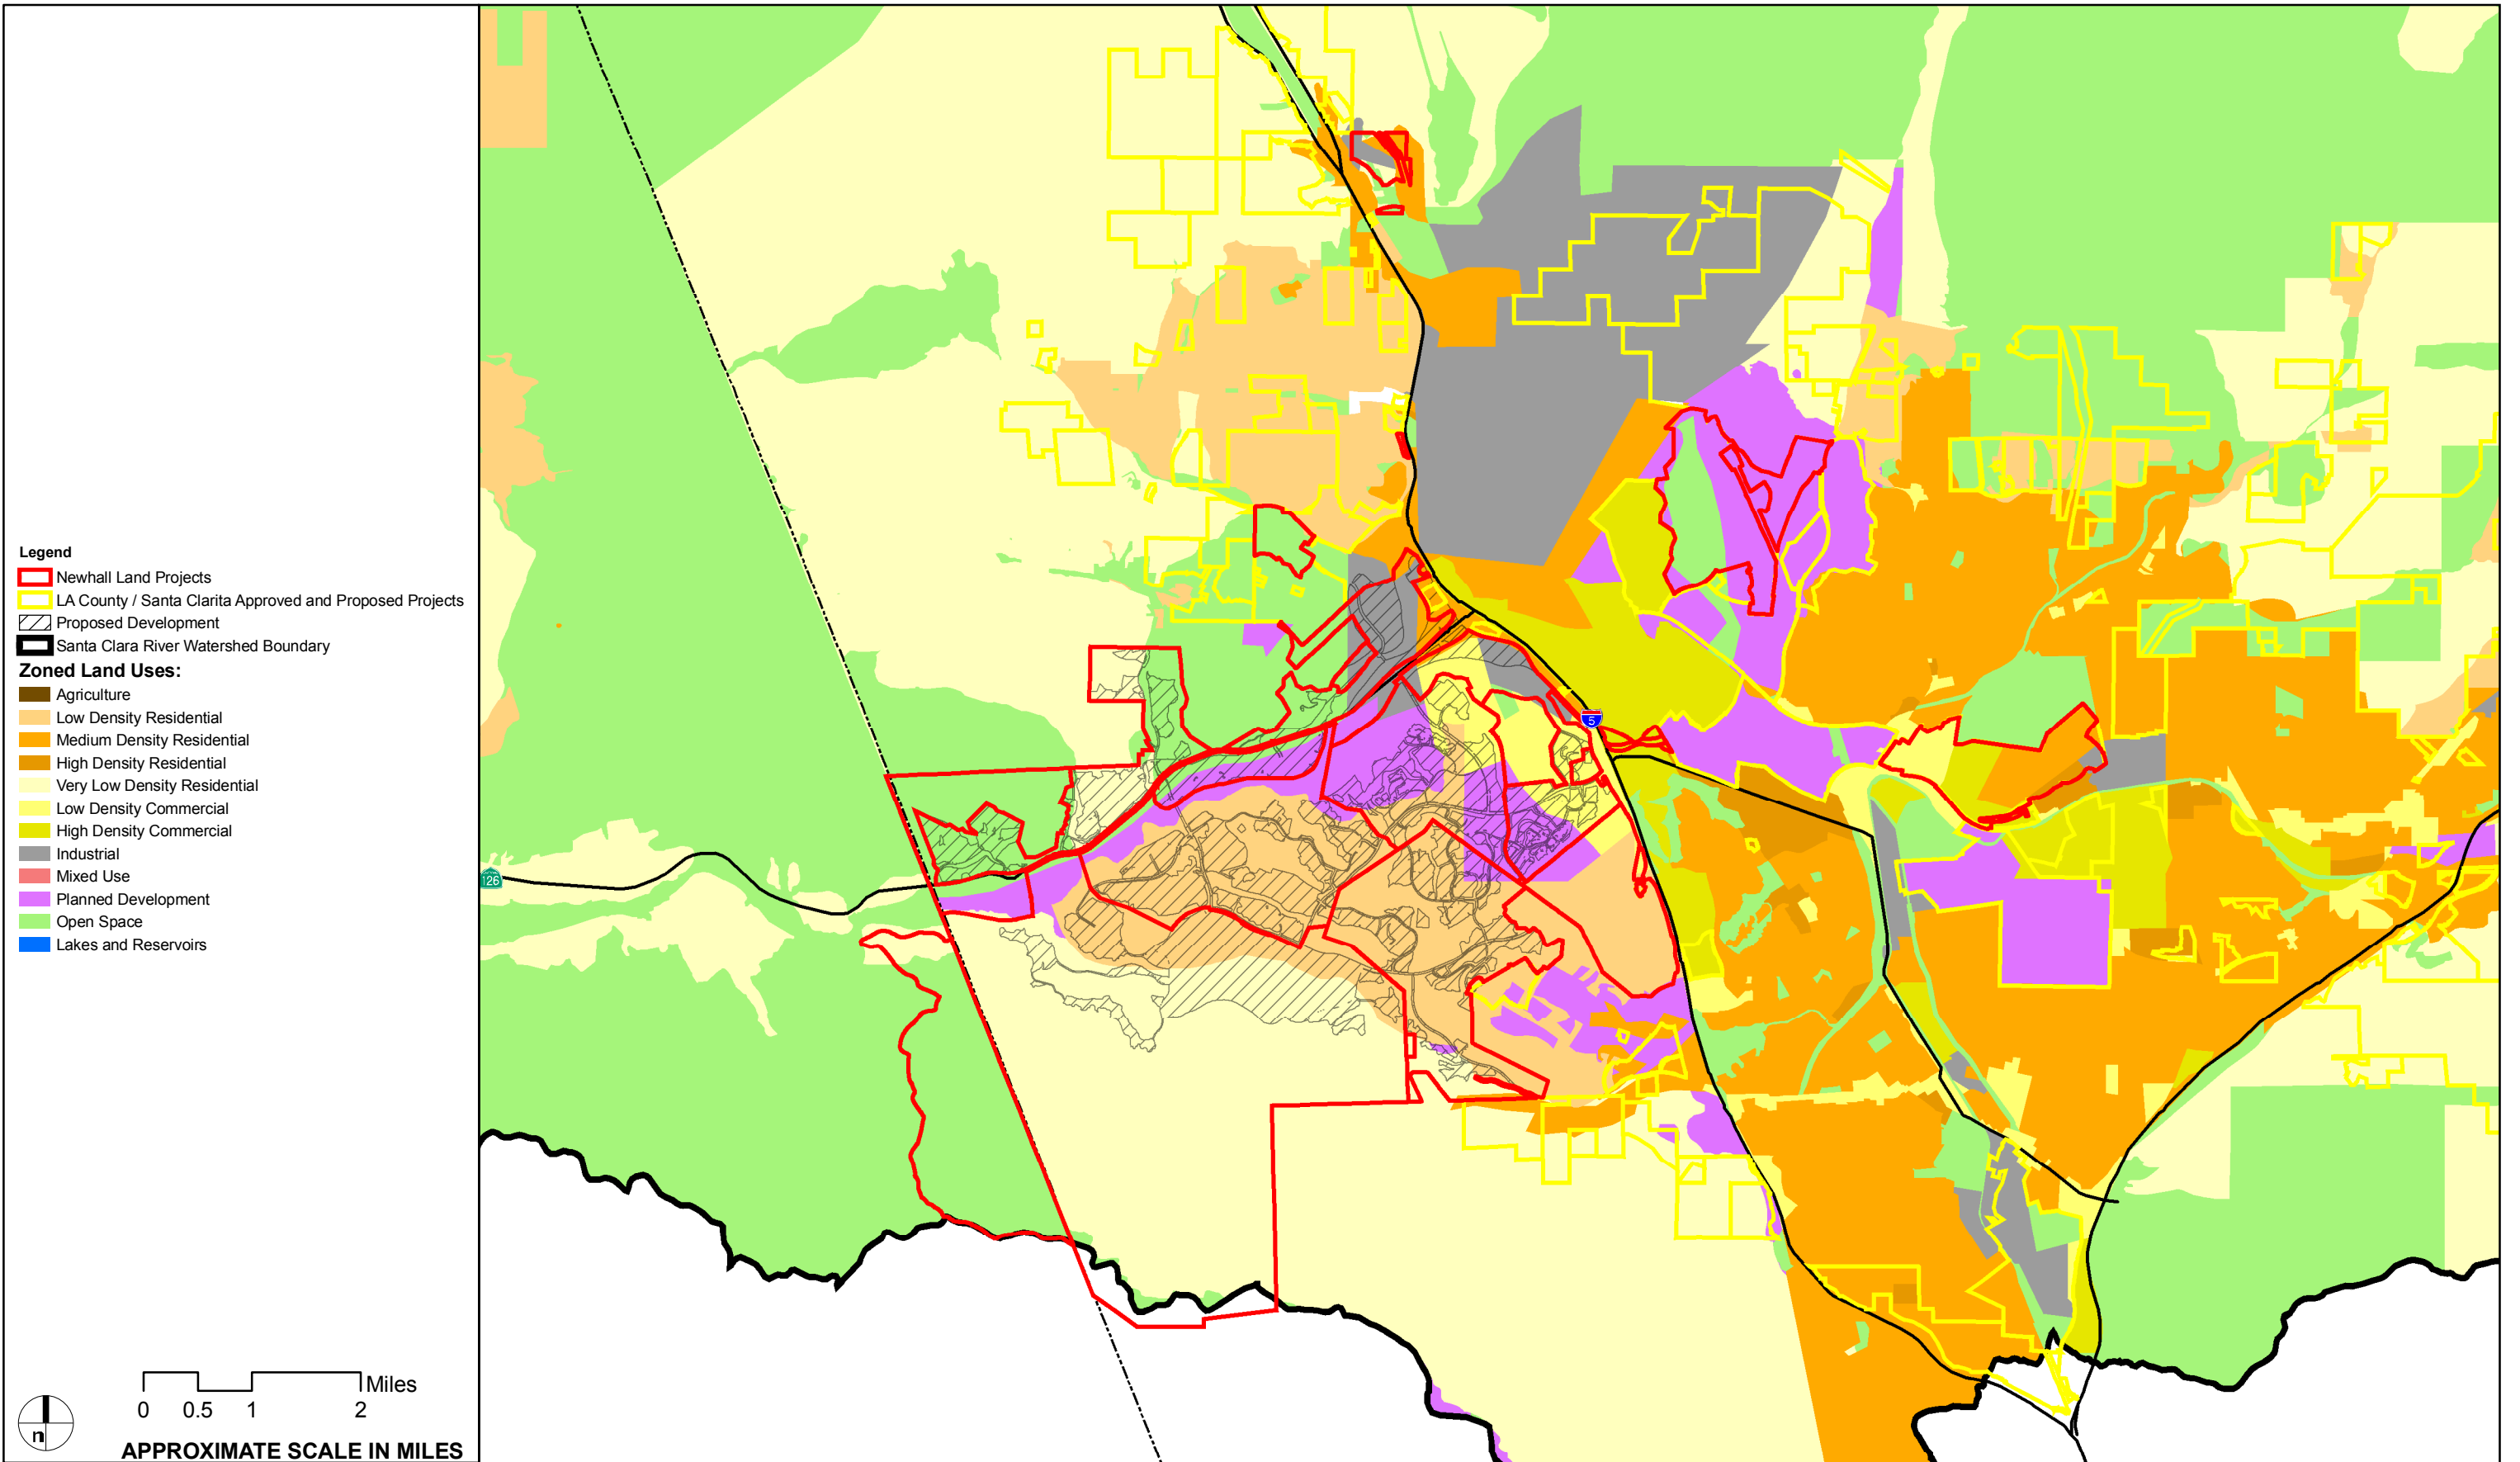 Legend
Newhall Land Projects
LA County / Santa Clarita Approved and Proposed Projects
Proposed Development
Santa Clara River Watershed Boundary
Zoned Land Uses:
Agriculture
Low Density Residential
Medium Density Residential
High Density Residential
Very Low Density Residential
Low Density Commercial
High Density Commercial
Industrial
Mixed Use
Planned Development
Open Space
Lakes and Reservoirs
126
5
Miles
0 0.5 1 2
n
APPROXIMATE SCALE IN MILES